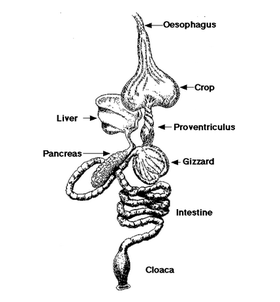 Oesophagus
Crop
Liver
Proventriculus
Pancreas
Gizzard
Intestine
Cloaca